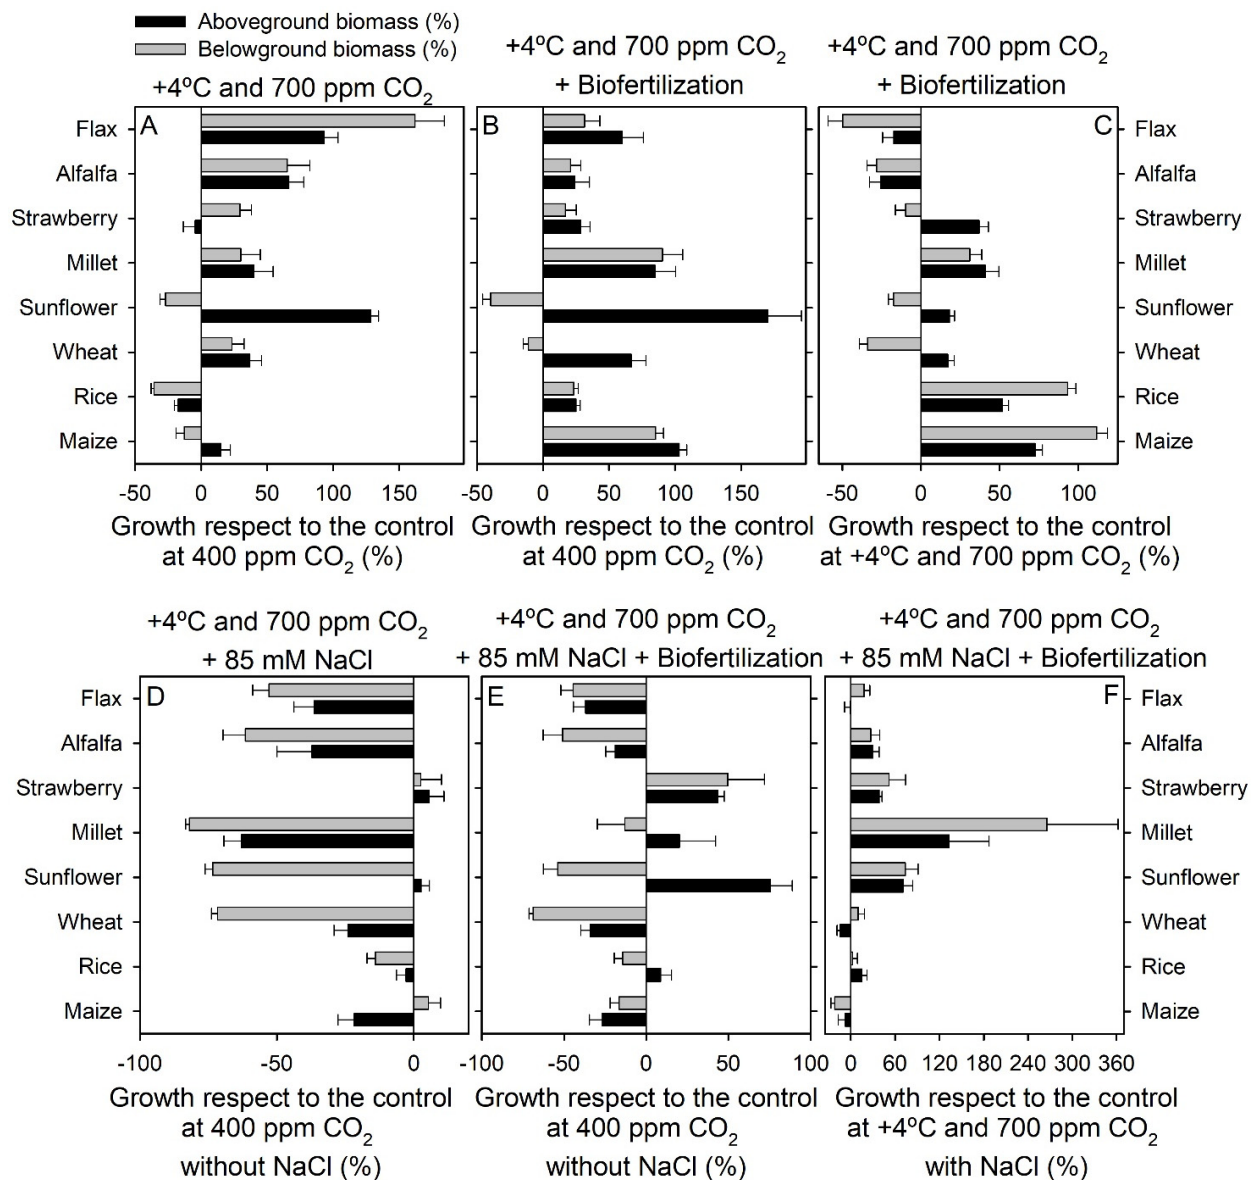 Aboveground biomass (%)
Belowground biomass (%)
+4ºC and 700 ppm CO2
+4ºC and 700 ppm CO2
+ Biofertilization
+4ºC and 700 ppm CO2
+ Biofertilization
A
B
C
Flax
Alfalfa
Strawberry
Millet
Sunflower
Wheat
Rice
Maize
Flax
Alfalfa
Strawberry
Millet
Sunflower
Wheat
Rice
Maize
-50 0 50 100 150
-50 0 50 100 150
-50 0 50 100
Growth respect to the control
at 400 ppm CO2 (%)
Growth respect to the control
at 400 ppm CO2 (%)
Growth respect to the control
at +4ºC and 700 ppm CO2 (%)
+4ºC and 700 ppm CO2
+ 85 mM NaCl
+4ºC and 700 ppm CO2
+ 85 mM NaCl + Biofertilization
+4ºC and 700 ppm CO2
+ 85 mM NaCl + Biofertilization
D
E
F
Flax
Alfalfa
Strawberry
Millet
Sunflower
Wheat
Rice
Maize
Flax
Alfalfa
Strawberry
Millet
Sunflower
Wheat
Rice
Maize
-100 -50 0
-100 -50 0 50 100
0 60 120 180 240 300 360
Growth respect to the control
at 400 ppm CO2
without NaCl (%)
Growth respect to the control
at 400 ppm CO2
without NaCl (%)
Growth respect to the control
at +4ºC and 700 ppm CO2
with NaCl (%)